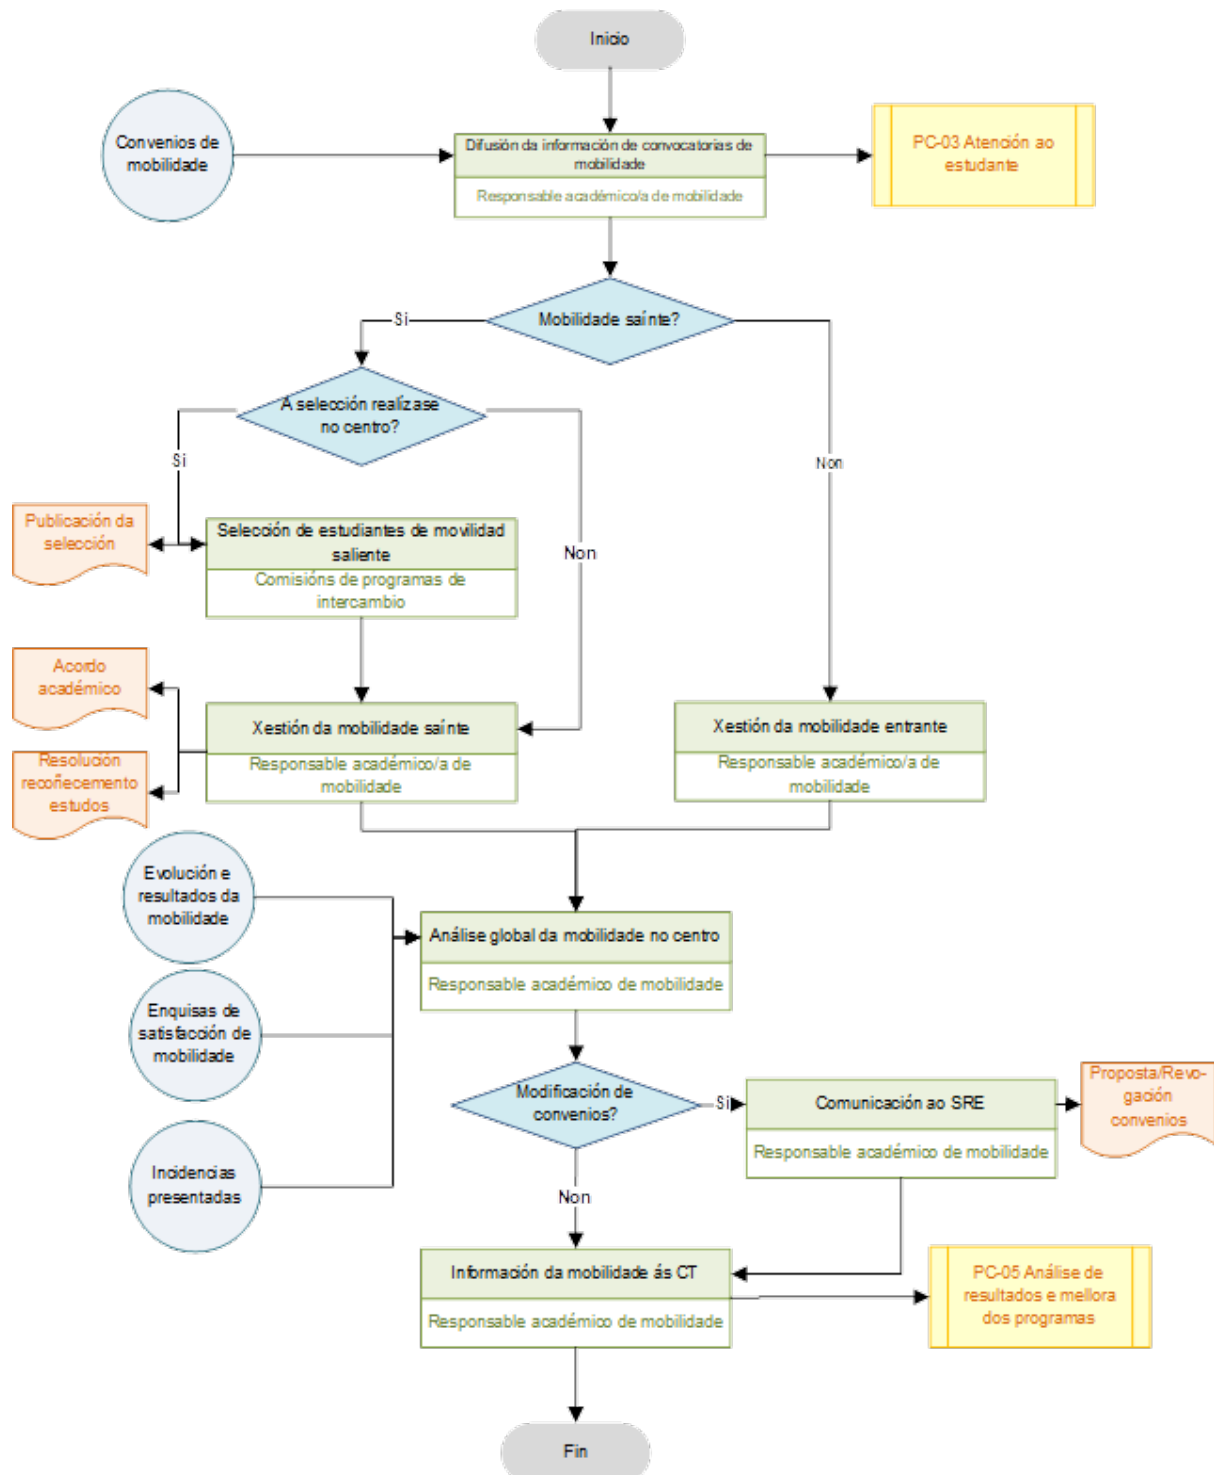 Inicio
Convenios de
mobilidade
Difusión da información de convocatorias de
mobilidade
Responsable académico/a de mobilidade
PC-03 Atención ao
estudante
Mobilidade saínte?
Si
A selección realízase
no centro?
Si
Non
Non
Publicación da
selección
Selección de estudiantes de movilidad
saliente
Comisións de programas de
intercambio
Acordo
académico
Xestión da mobilidade saínte
Responsable académico/a de
mobilidade
Xestión da mobilidade entrante
Responsable académico/a de
mobilidade
Resolución
recoñecemento
estudos
Evolución e
resultados da
mobilidade
Análise global da mobilidade no centro
Responsable académico de mobilidade
Enquisas de
satisfacción de
mobilidade
Modificación de
convenios?
Si
Comunicación ao SRE
Responsable académico de mobilidade
Proposta/Revo-
gación
convenios
Incidencias
presentadas
Non
Información da mobilidade ás CT
Responsable académico de mobilidade
PC-05 Análise de
resultados e mellora
dos programas
Fin